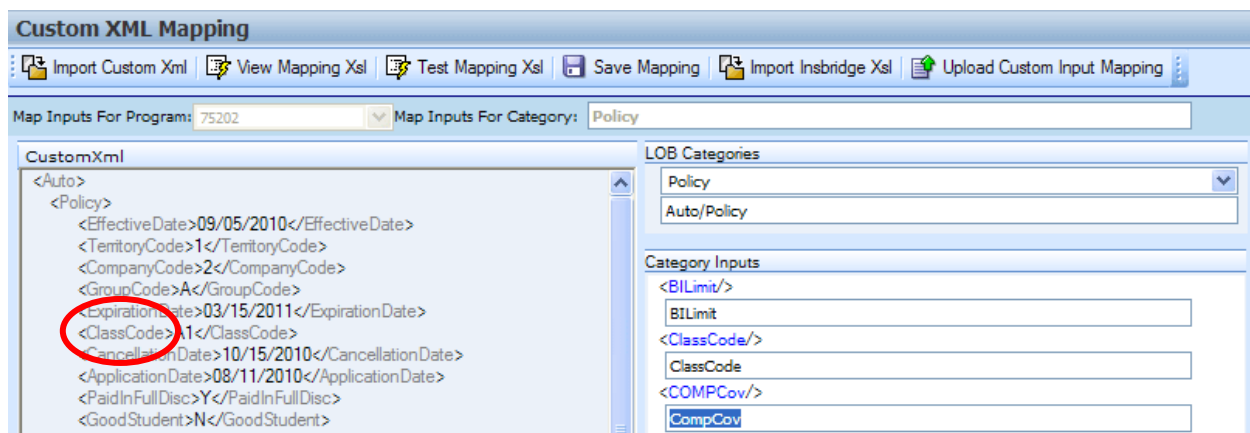 Custom XML Mapping
Import Custom Xml View Mapping Xsl Test Mapping Xsl Save Mapping Import Insbridge Xsl Upload Custom Input Mapping
Map Inputs For Program: 75202 Map Inputs For Category: Policy
CustomXml
<Auto>
<Policy>
<EffectiveDate>09/05/2010</EffectiveDate>
<TerritoryCode>1</TerritoryCode>
<CompanyCode>2</CompanyCode>
<GroupCode>A</GroupCode>
<ExpirationDate>03/15/2011</ExpirationDate>
<ClassCode>A1</ClassCode>
<CancellationDate>10/15/2010</CancellationDate>
<ApplicationDate>08/11/2010</ApplicationDate>
<PaidInFullDisc>Y</PaidInFullDisc>
<GoodStudent>N</GoodStudent>
LOB Categories
Policy
Auto/Policy
Category Inputs
<BILimit/>
BILimit
<ClassCode/>
ClassCode
<COMPCov/>
CompCov